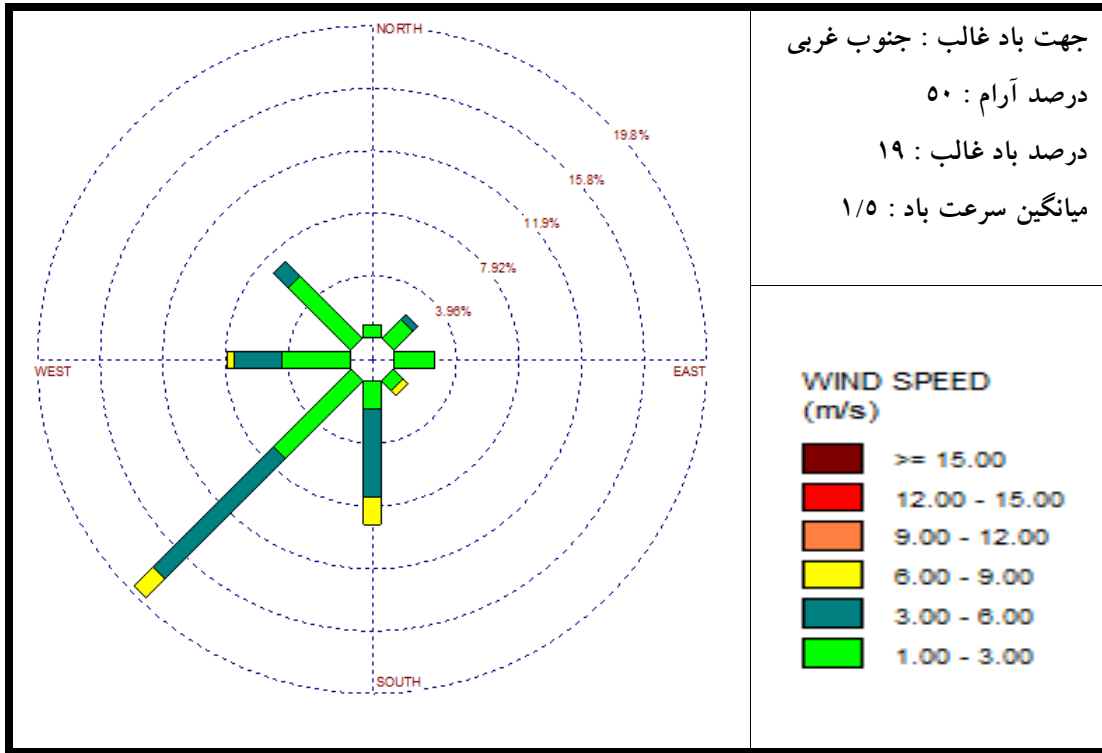 NORTH
19.8%
15.8%
11.9%
7.92%
3.96%
WEST
EAST
SOUTH
جهت باد غالب : جنوب غربی
درصد آرام : ۵۰
درصد باد غالب : ۱۹
میانگین سرعت باد : ۱/۵
WIND SPEED
(m/s)
>= 15.00
12.00 - 15.00
9.00 - 12.00
6.00 - 9.00
3.00 - 6.00
1.00 - 3.00